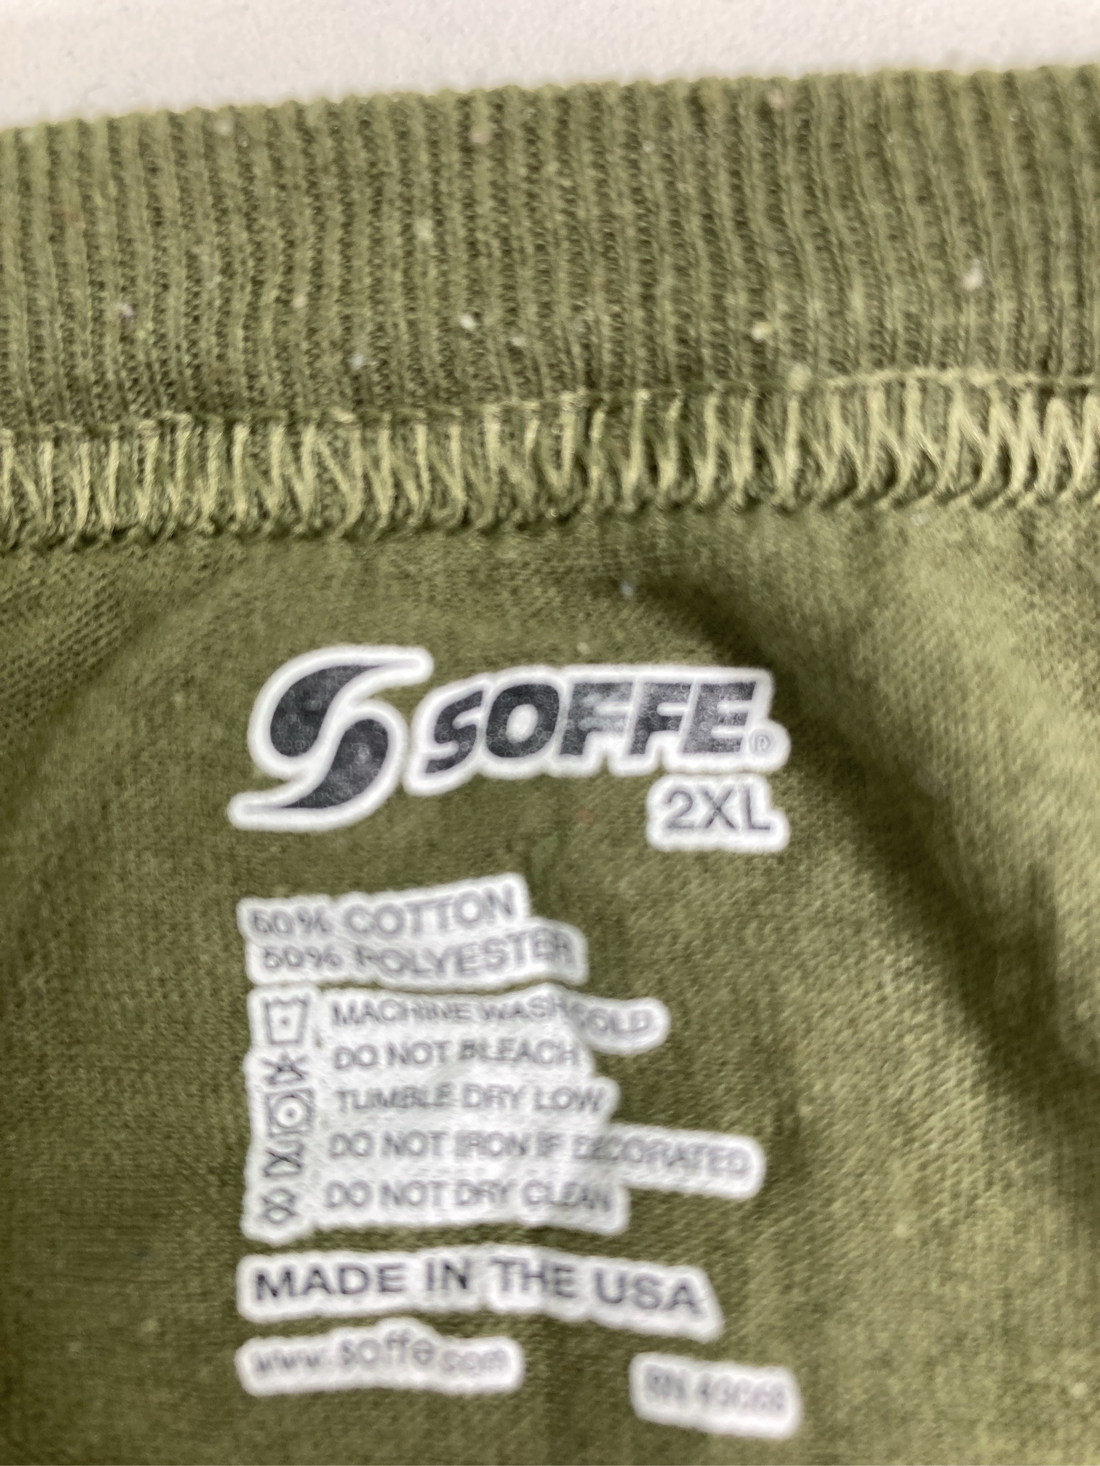 SOFFE®
2XL
50% COTTON
50% POLYESTER
MACHINE WASH COLD
DO NOT BLEACH
TUMBLE DRY LOW
DO NOT IRON IF DECORATED
DO NOT DRY CLEAN
MADE IN THE USA
www.soffe.com
RN